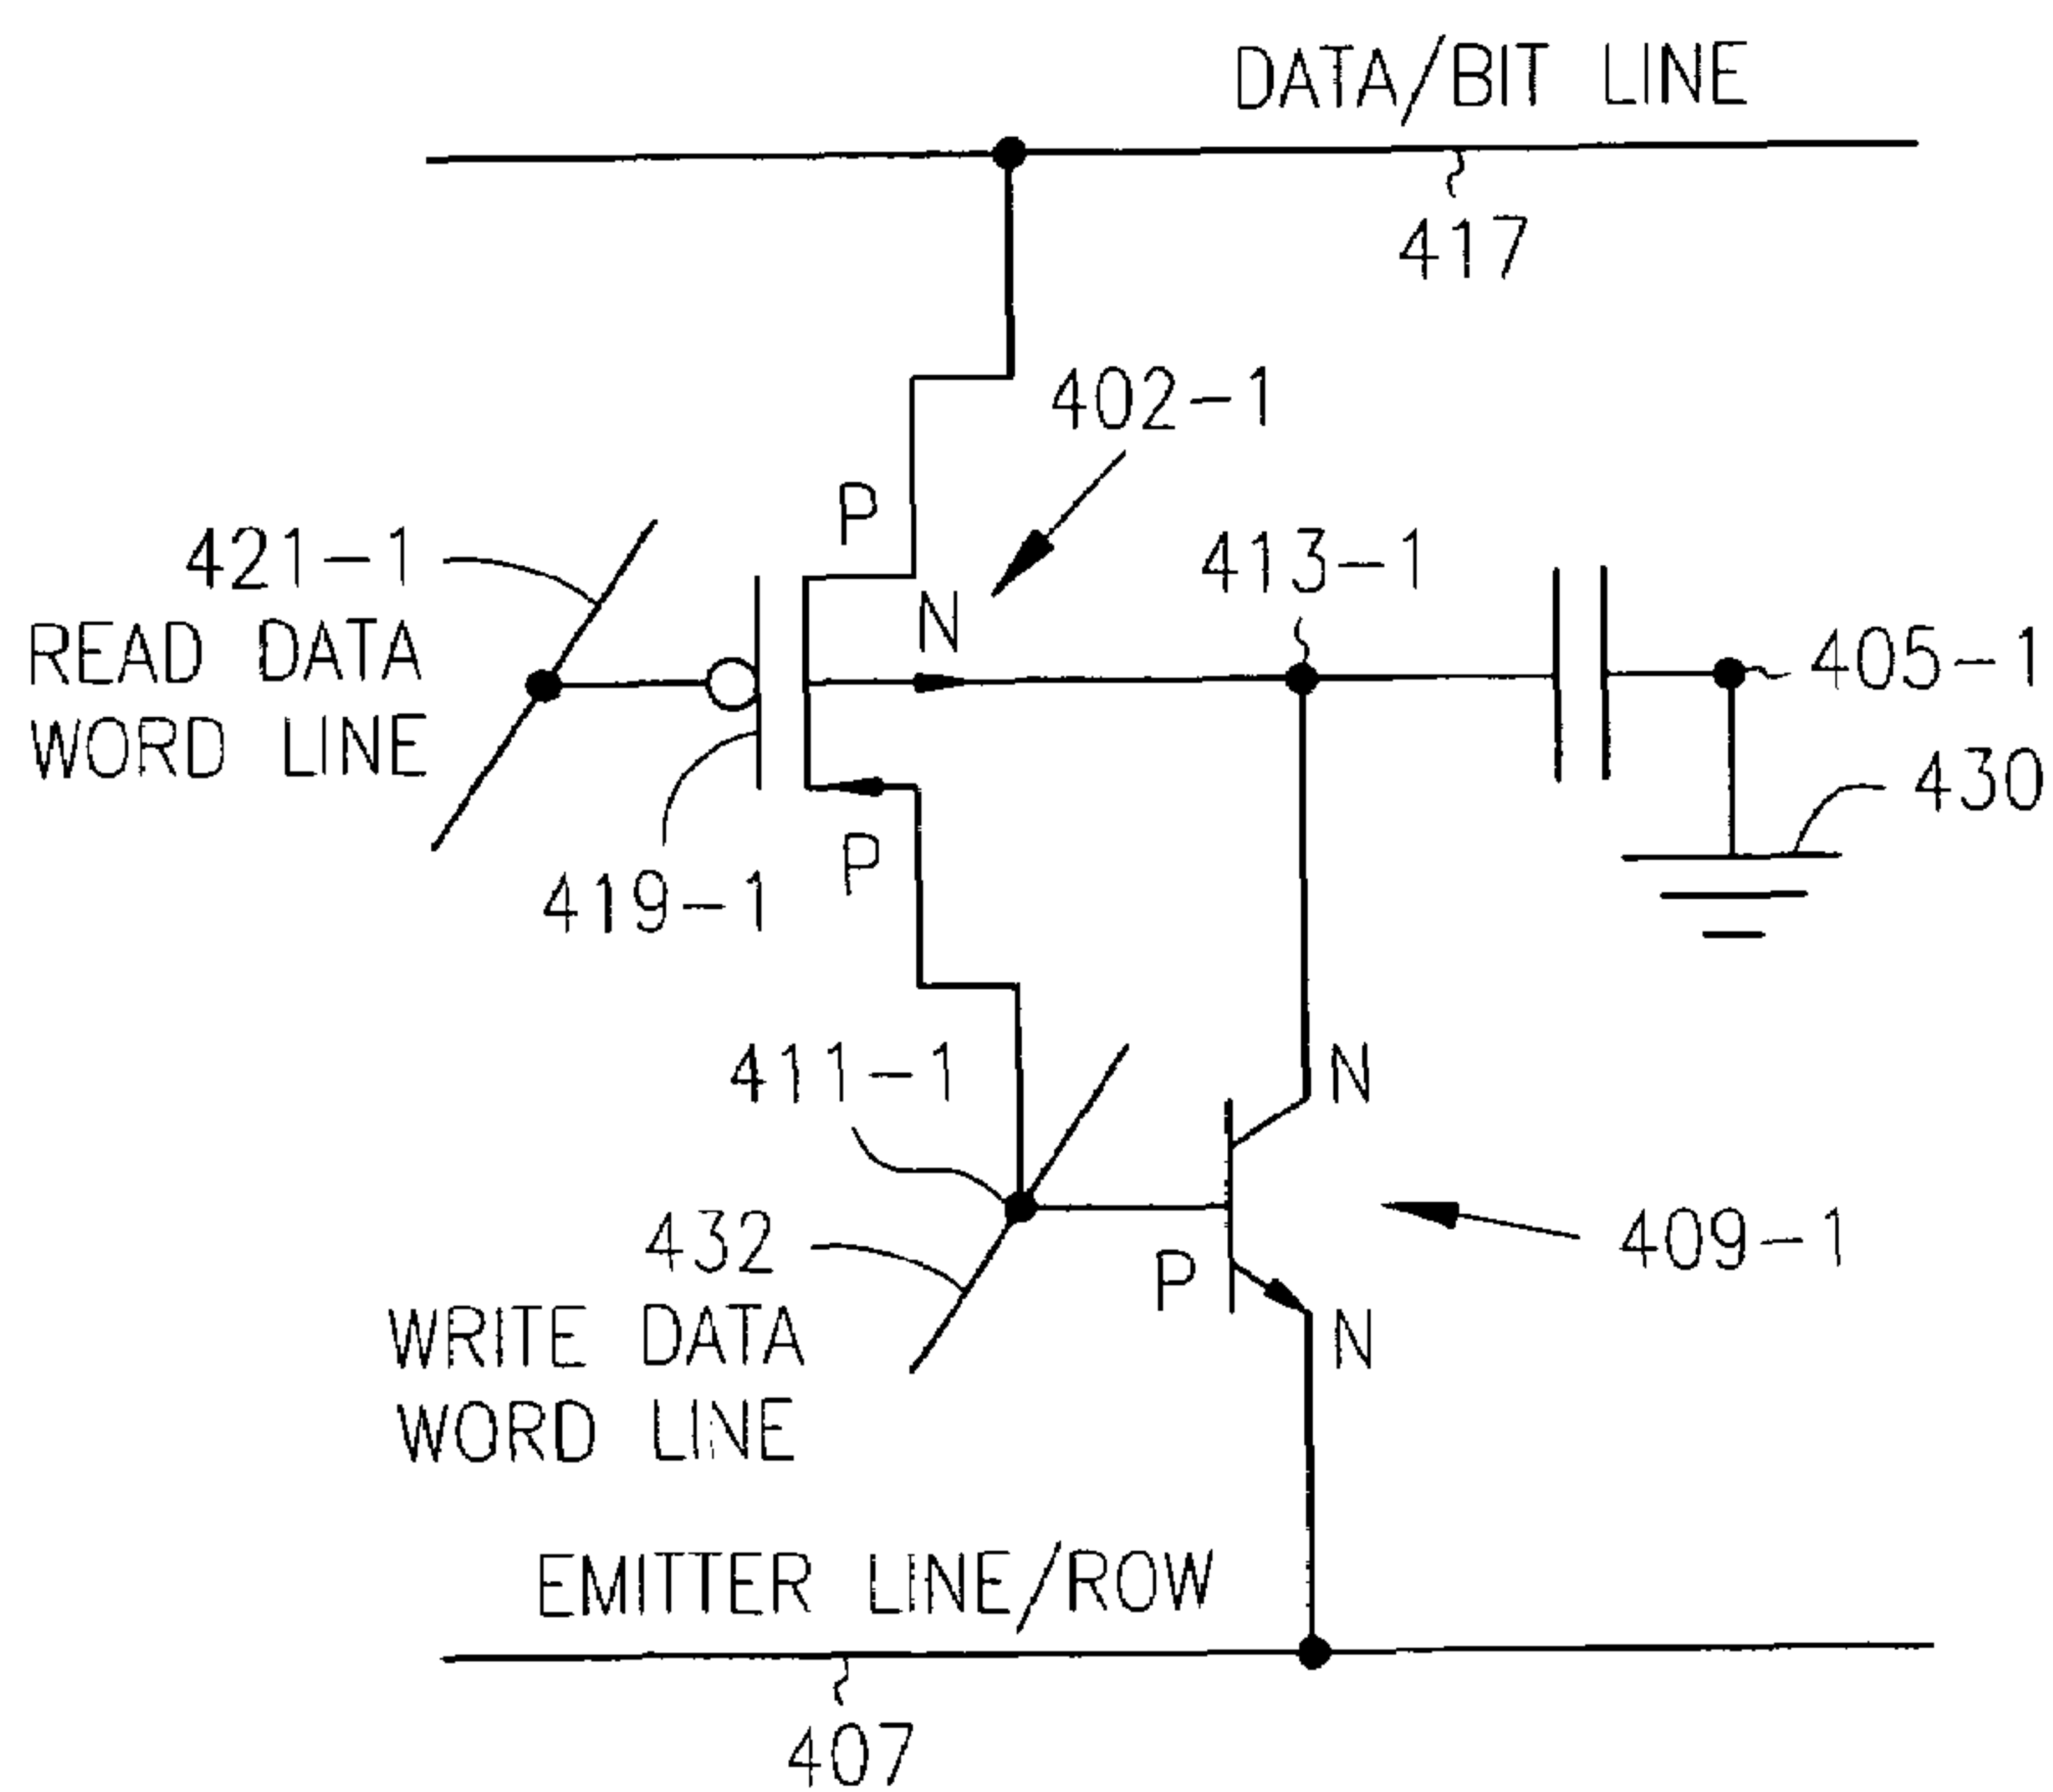 DATA/BIT LINE
417
402-1
P
421-1
413-1
N
READ DATA
WORD LINE
405-1
430
P
419-1
411-1
N
432
P
409-1
WRITE DATA
WORD LINE
N
EMITTER LINE/ROW
407